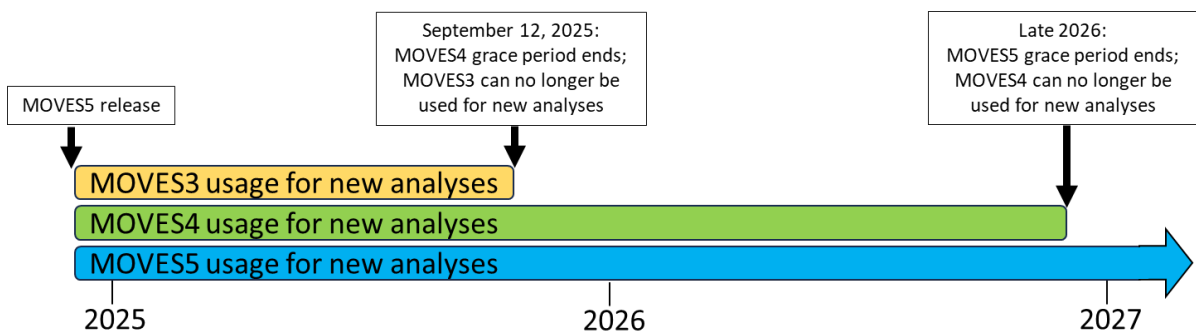 MOVES5 release
September 12, 2025:
MOVES4 grace period ends;
MOVES3 can no longer be
used for new analyses
Late 2026:
MOVES5 grace period ends;
MOVES4 can no longer be
used for new analyses
MOVES3 usage for new analyses
MOVES4 usage for new analyses
MOVES5 usage for new analyses
2025
2026
2027